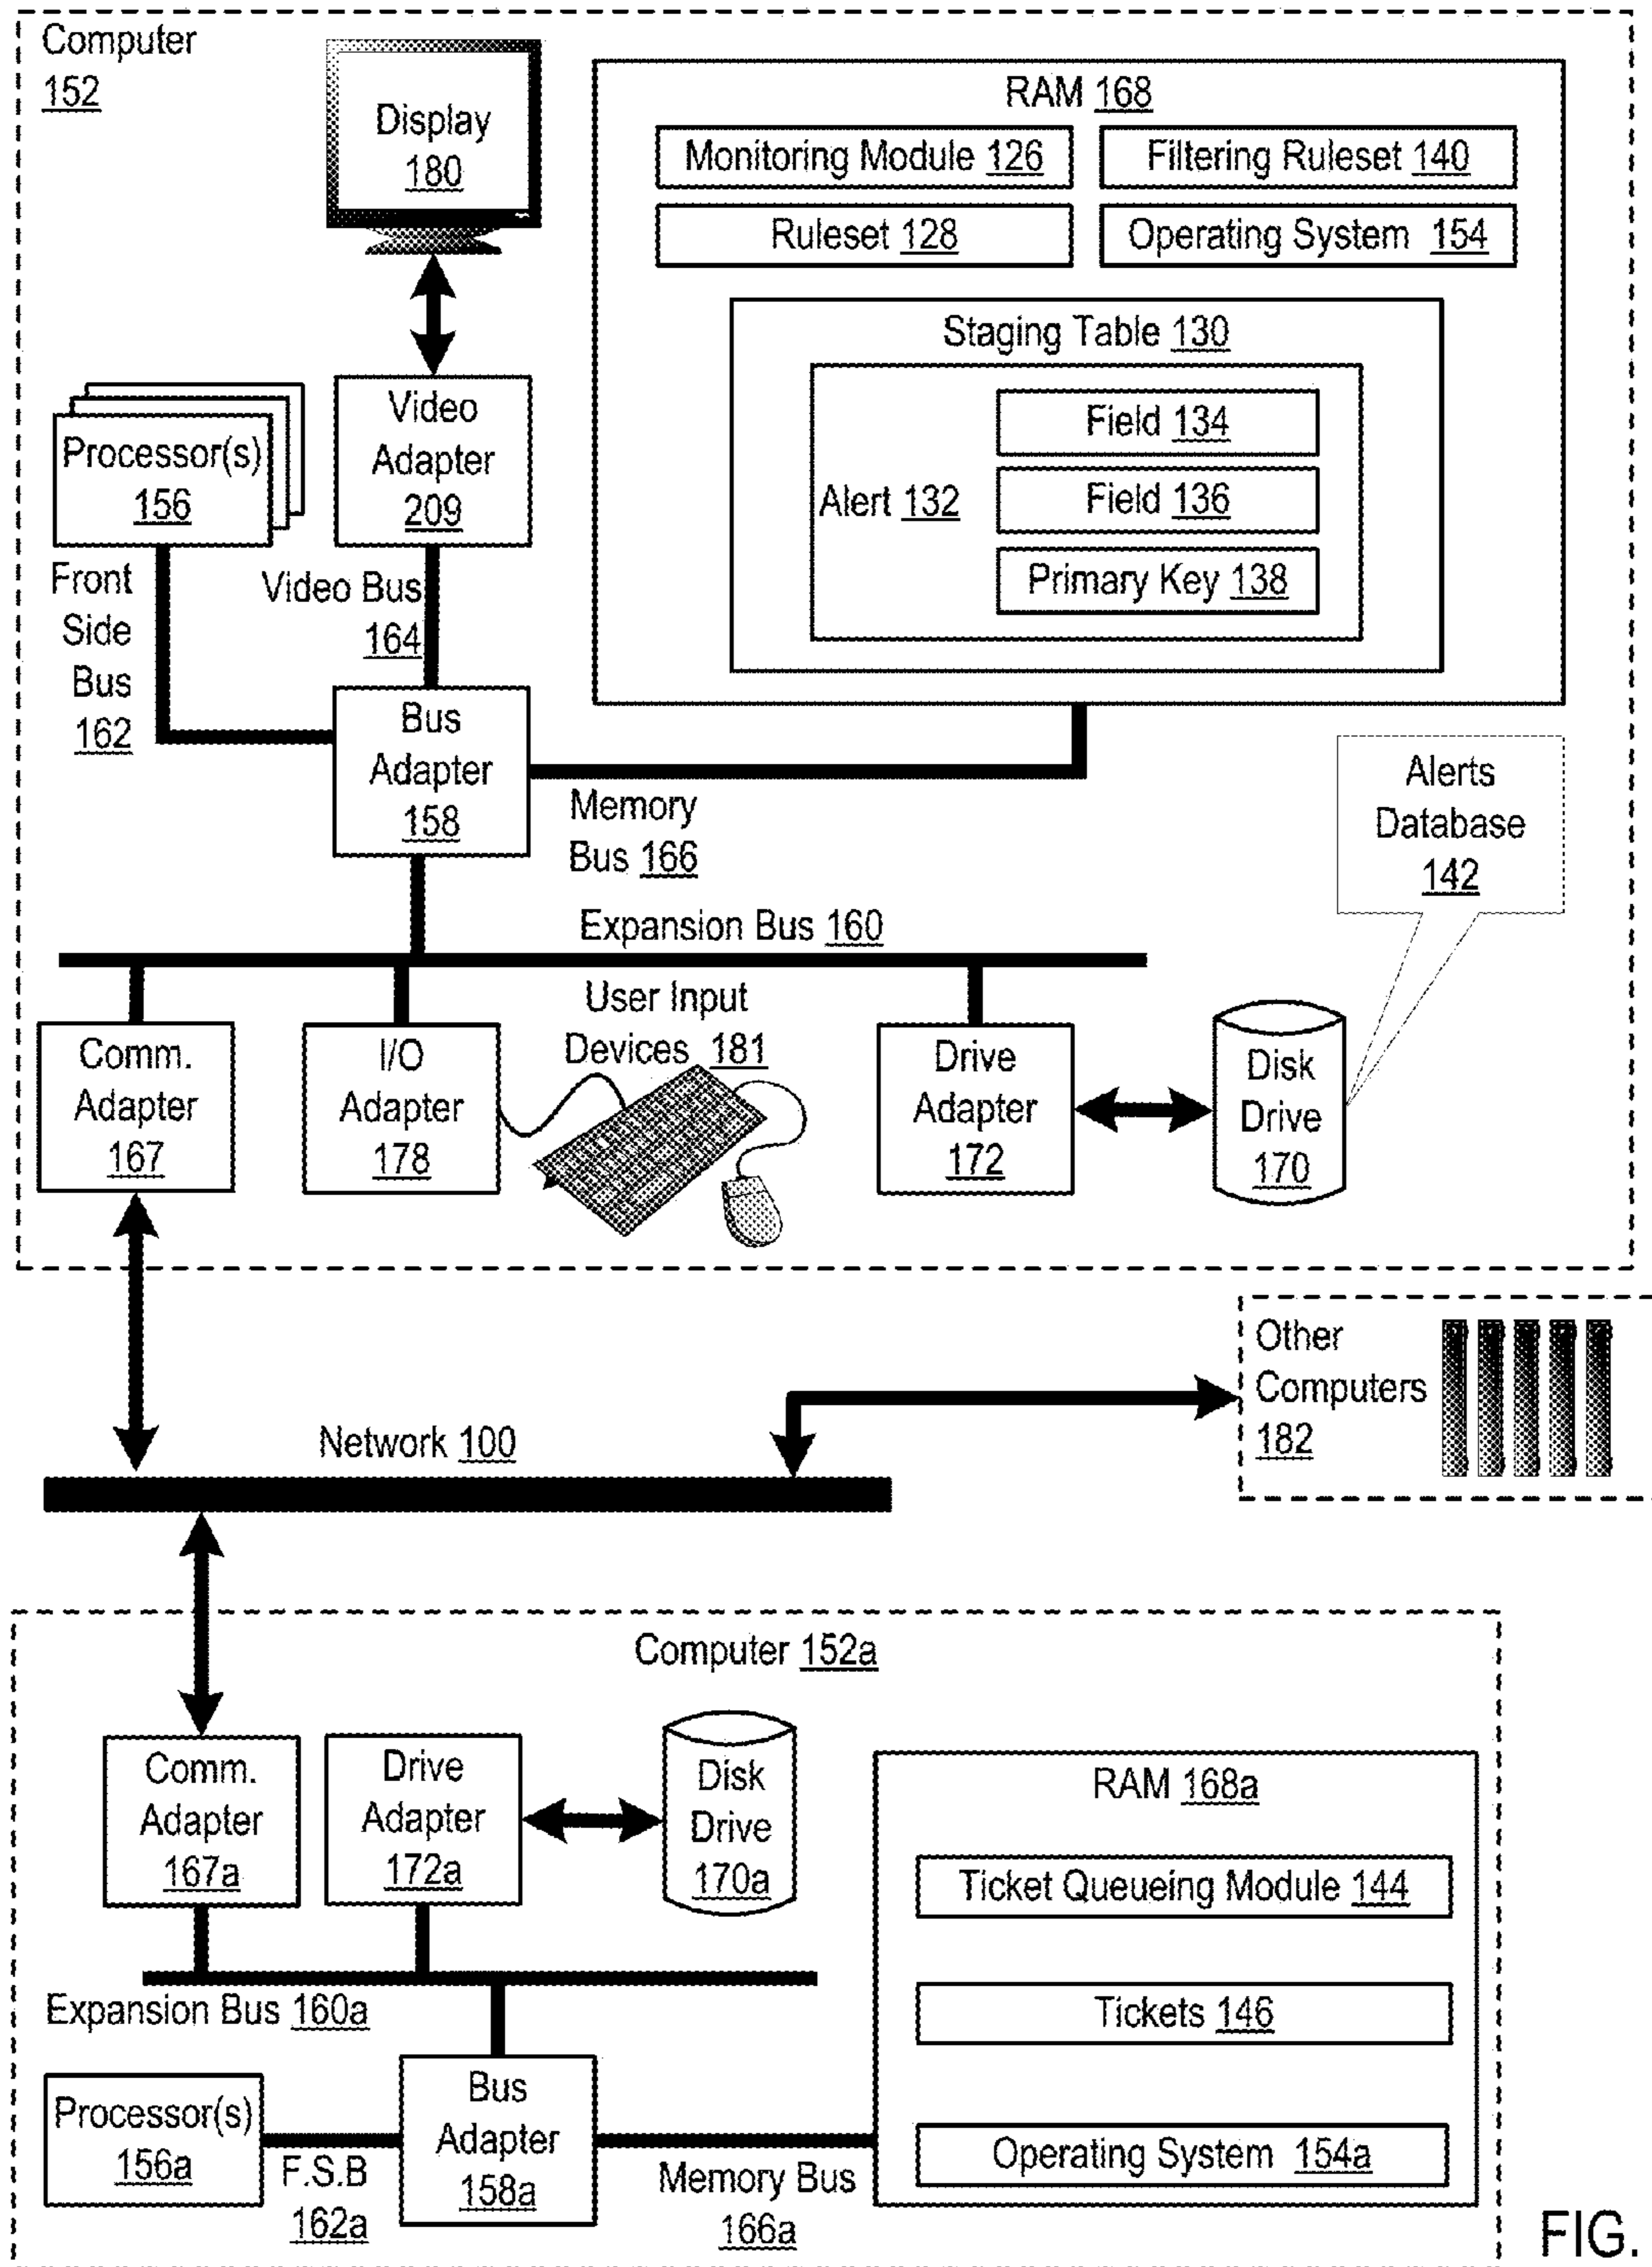 Computer
152
Display
180
RAM 168
Monitoring Module 126
Filtering Ruleset 140
Ruleset 128
Operating System 154
Staging Table 130
Alert 132
Field 134
Field 136
Primary Key 138
Processor(s)
156
Video
Adapter
209
Front
Side
Bus
162
Video Bus
164
Bus
Adapter
158
Memory
Bus 166
Alerts
Database
142
Expansion Bus 160
Comm.
Adapter
167
I/O
Adapter
178
User Input
Devices 181
Drive
Adapter
172
Disk
Drive
170
Other
Computers
182
Network 100
Computer 152a
Comm.
Adapter
167a
Drive
Adapter
172a
Disk
Drive
170a
RAM 168a
Ticket Queueing Module 144
Tickets 146
Operating System 154a
Expansion Bus 160a
Processor(s)
156a
F.S.B
162a
Bus
Adapter
158a
Memory Bus
166a
FIG.